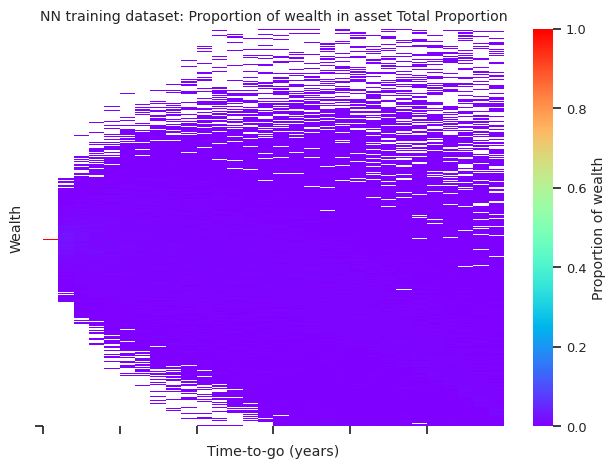 NN training dataset: Proportion of wealth in asset Total Proportion
Wealth
Time-to-go (years)
1.0
0.8
0.6
0.4
0.2
0.0
Proportion of wealth